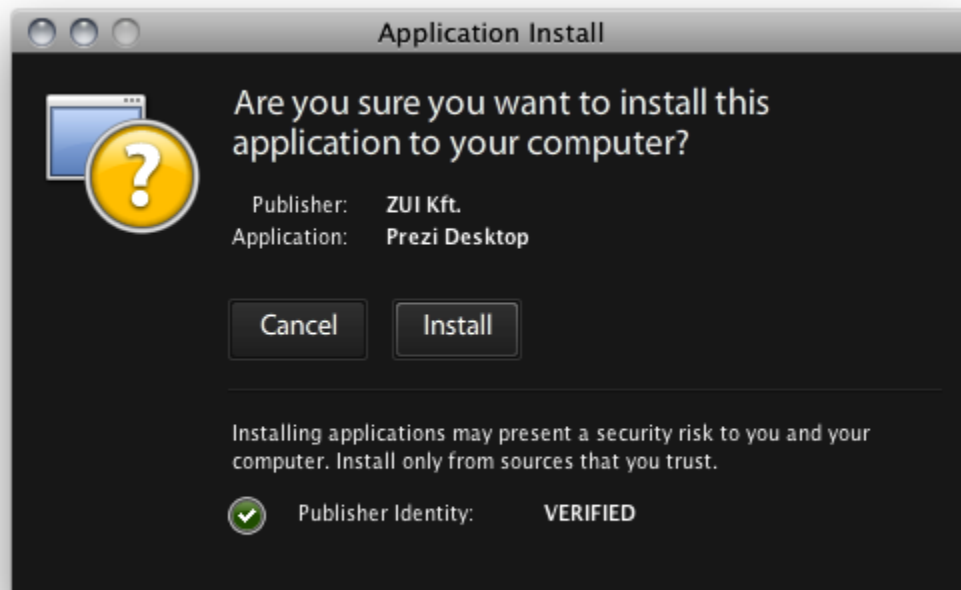 Application Install
Are you sure you want to install this
application to your computer?
Publisher: ZUI Kft.
Application: Prezi Desktop
Cancel Install
Installing applications may present a security risk to you and your
computer. Install only from sources that you trust.
Publisher Identity: VERIFIED